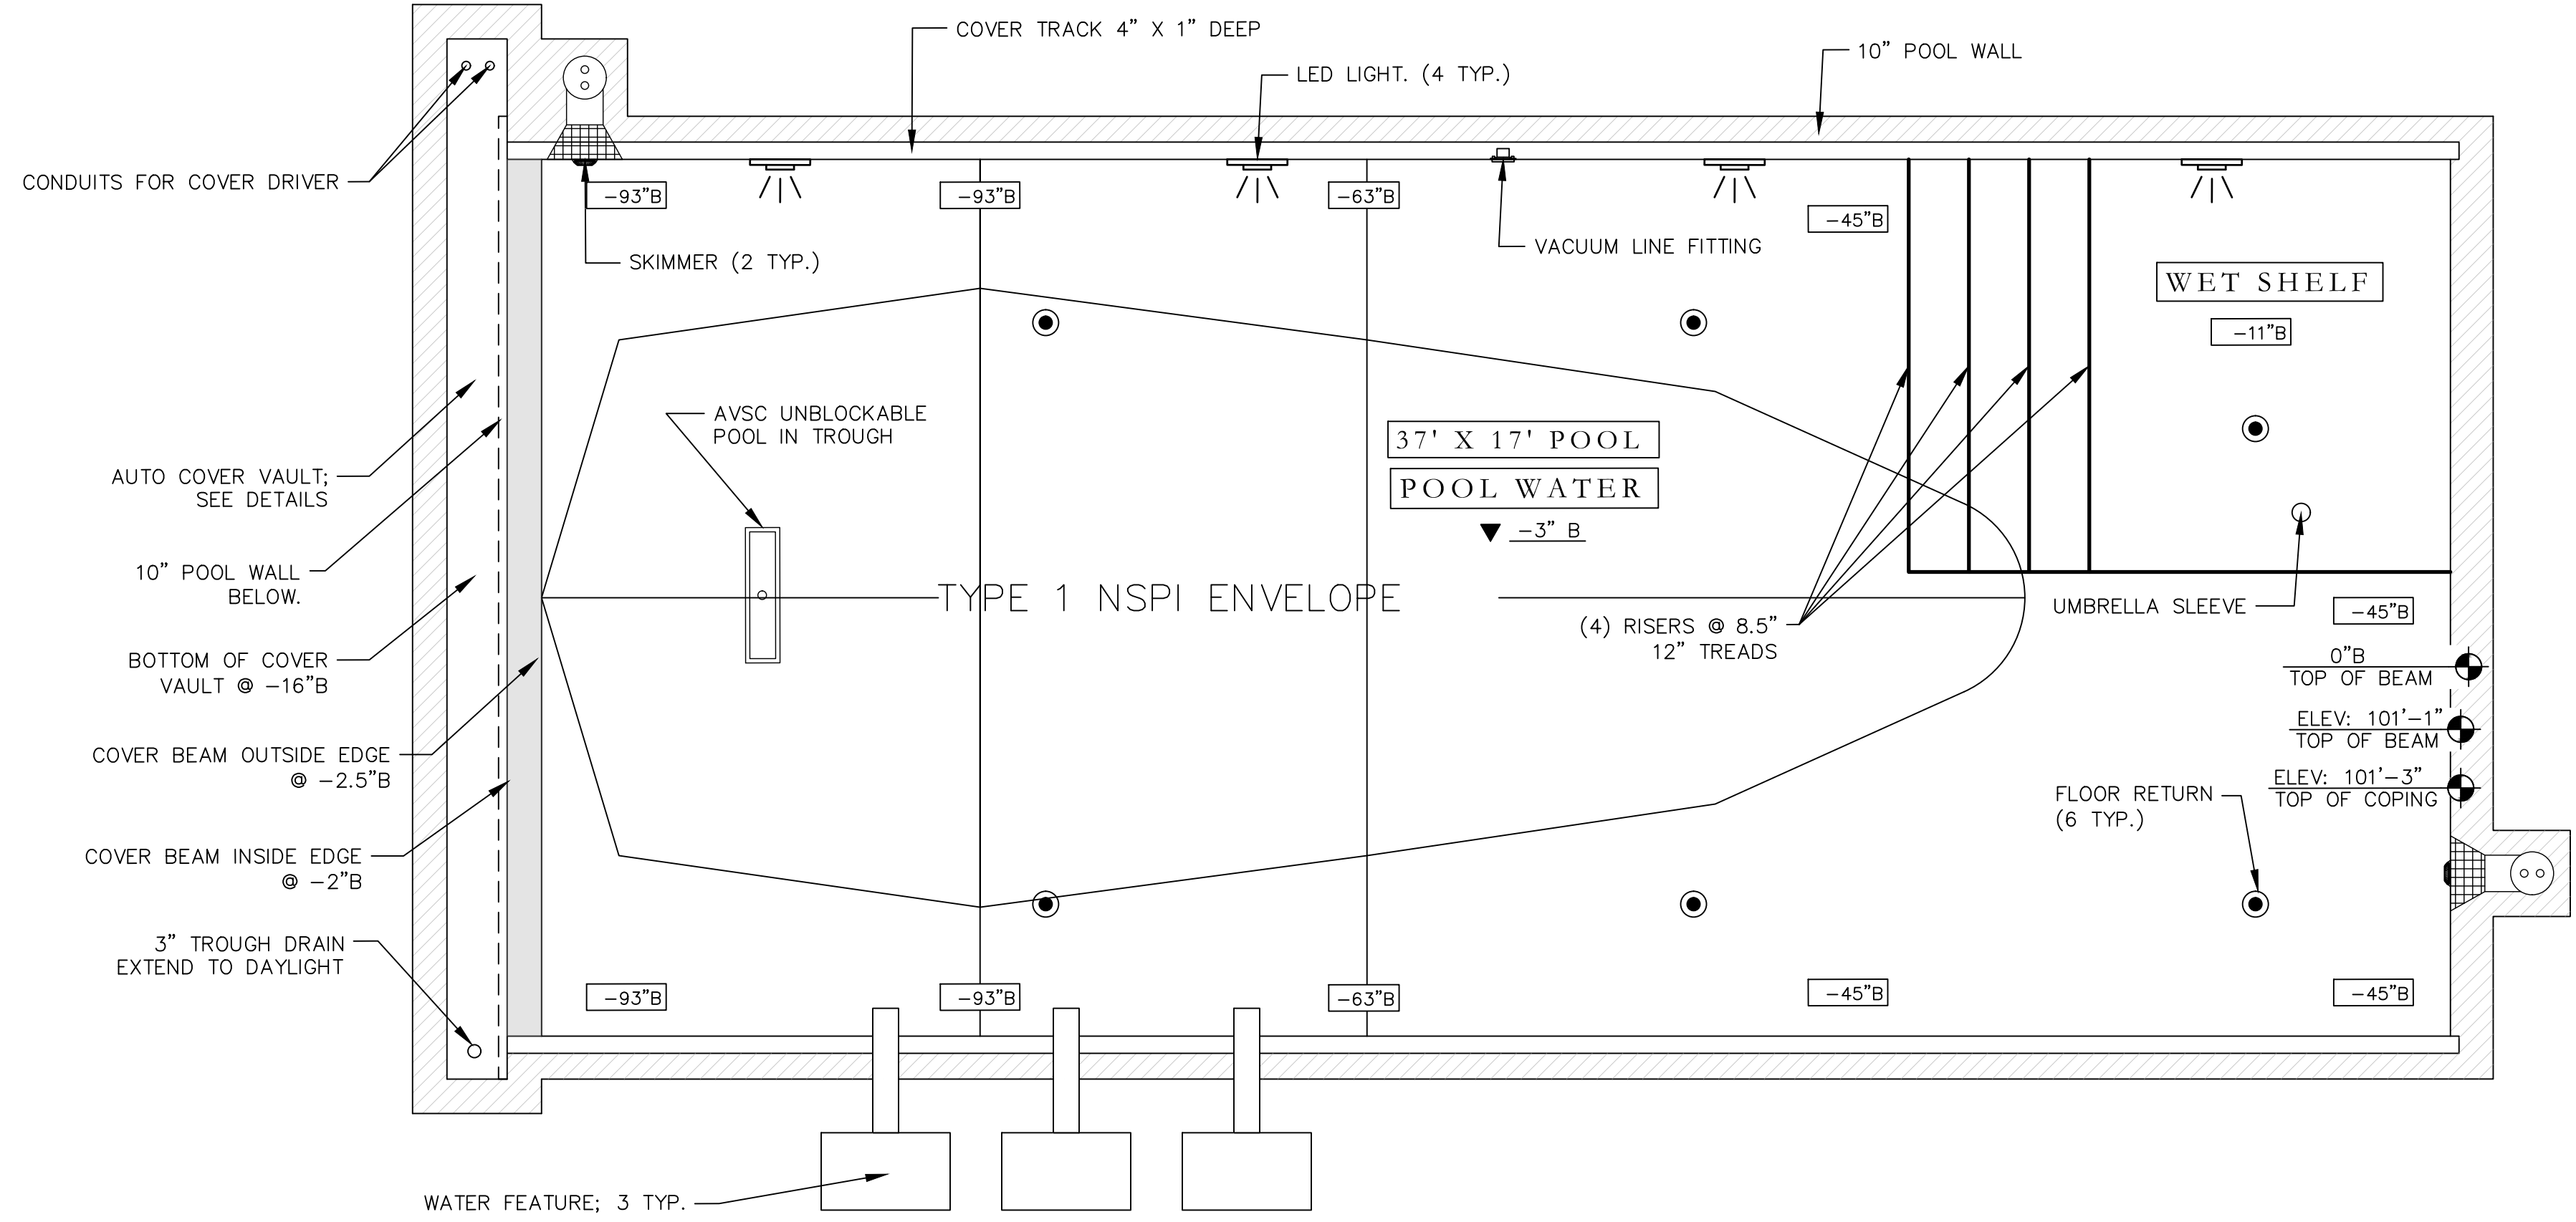 COVER TRACK 4” X 1” DEEP
10” POOL WALL
LED LIGHT. (4 TYP.)
CONDUITS FOR COVER DRIVER
−93”B
−93”B
−63”B
−45”B
SKIMMER (2 TYP.)
VACUUM LINE FITTING
WET SHELF
−11”B
AVSC UNBLOCKABLE
POOL IN TROUGH
37' X 17' POOL
POOL WATER
−3” B
AUTO COVER VAULT;
SEE DETAILS
10” POOL WALL
BELOW.
TYPE 1 NSPI ENVELOPE
(4) RISERS @ 8.5”
12” TREADS
UMBRELLA SLEEVE
−45”B
BOTTOM OF COVER
VAULT @ −16”B
0”B
TOP OF BEAM
ELEV: 101’−1”
TOP OF BEAM
ELEV: 101’−3”
TOP OF COPING
COVER BEAM OUTSIDE EDGE
@ −2.5”B
FLOOR RETURN
(6 TYP.)
COVER BEAM INSIDE EDGE
@ −2”B
3” TROUGH DRAIN
EXTEND TO DAYLIGHT
−93”B
−93”B
−63”B
−45”B
−45”B
WATER FEATURE; 3 TYP.